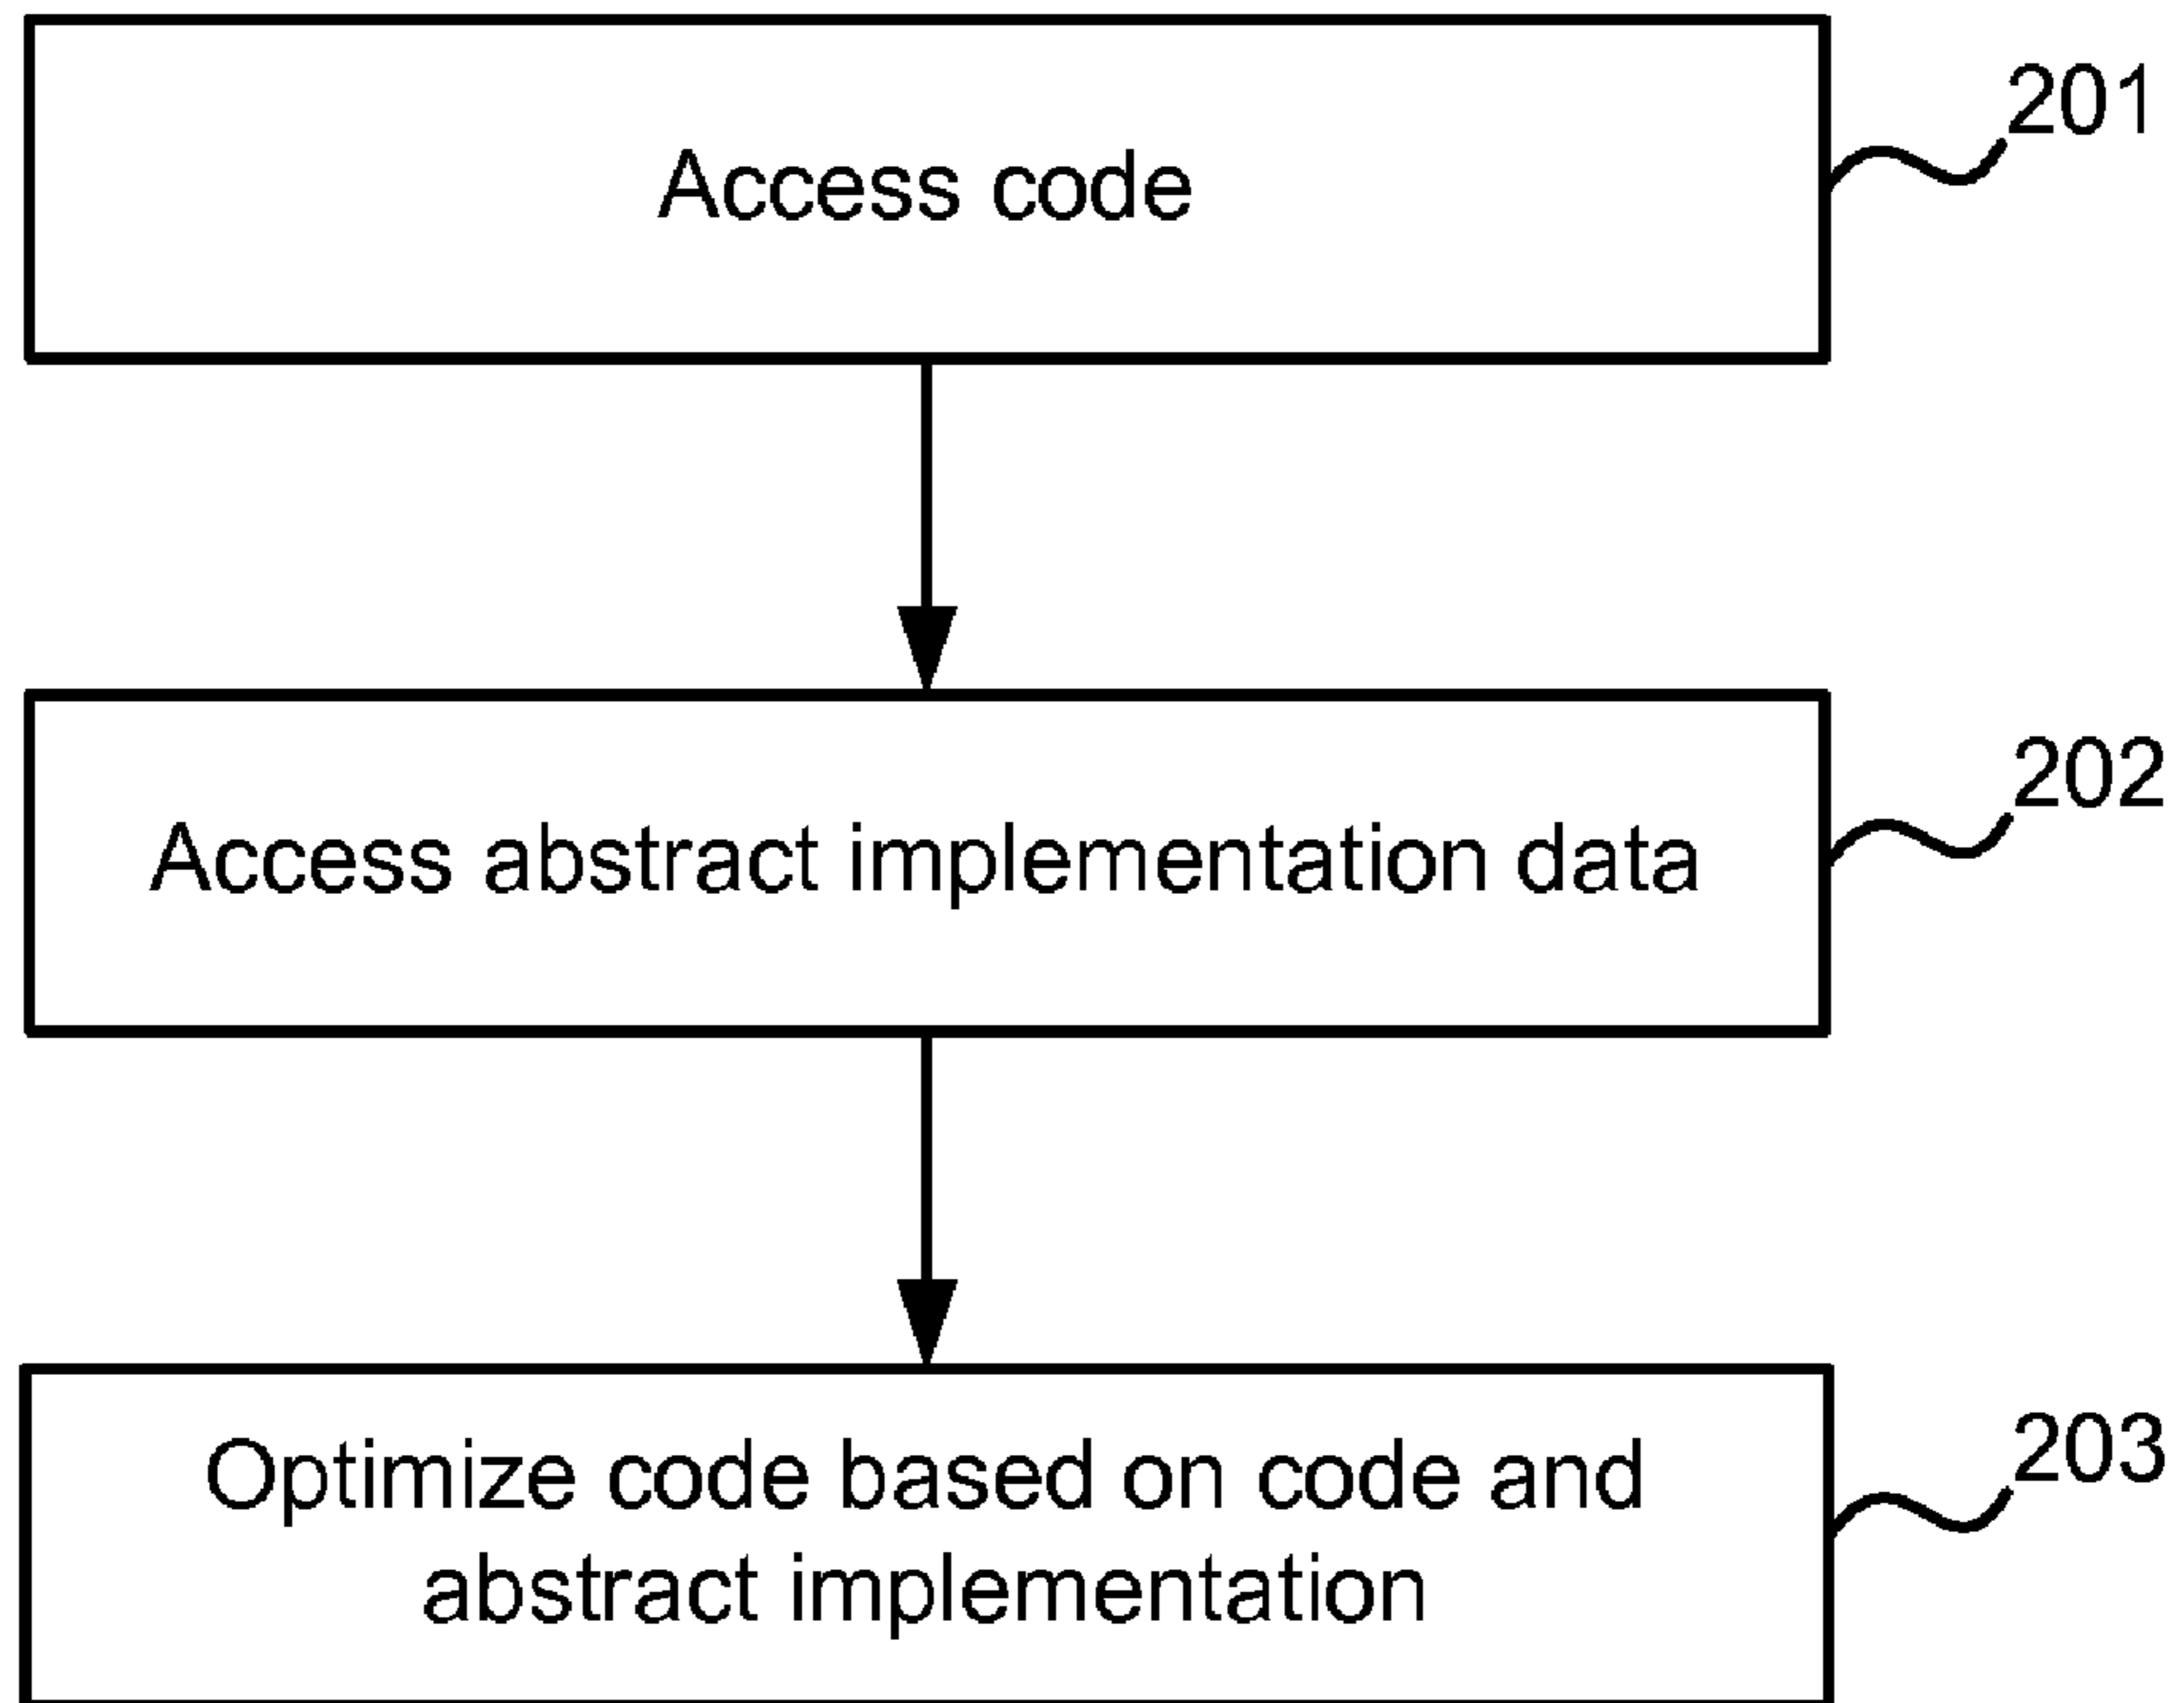 Access code
201
Access abstract implementation data
202
Optimize code based on code and
abstract implementation
203